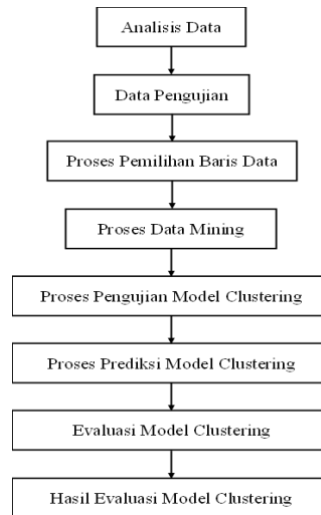 Analisis Data
Data Pengujian
Proses Pemilihan Baris Data
Proses Data Mining
Proses Pengujian Model Clustering
Proses Prediksi Model Clustering
Evaluasi Model Clustering
Hasil Evaluasi Model Clustering